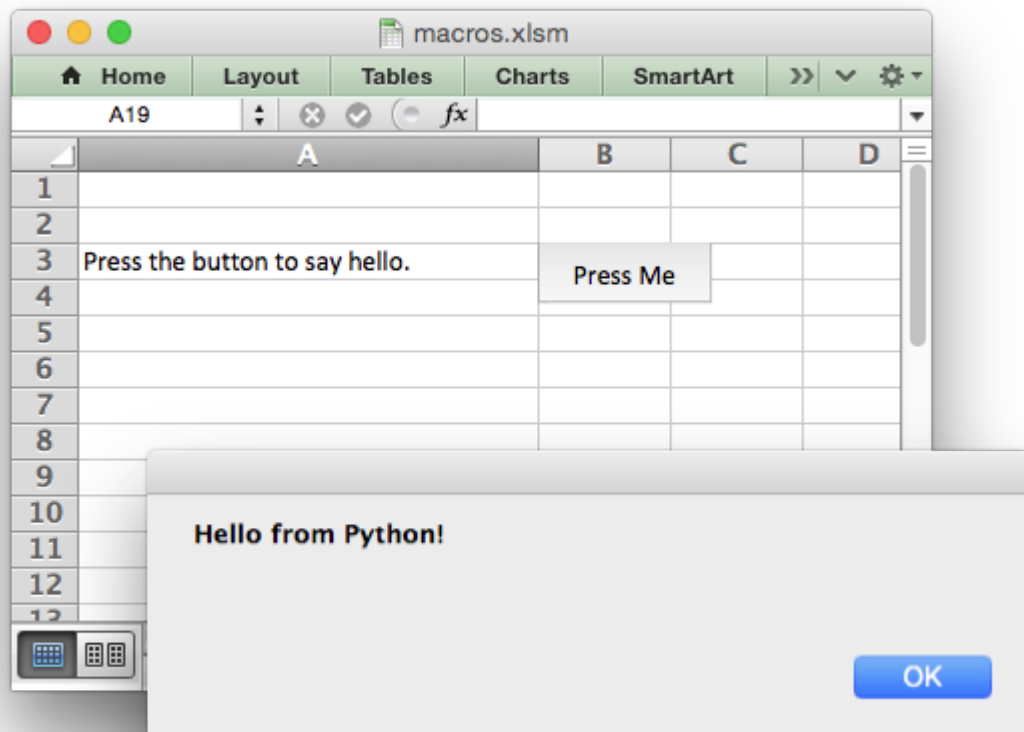 macros.xlsm
Home Layout Tables Charts SmartArt
A19 fx
A B C D
1
2
3 Press the button to say hello. Press Me
4
5
6
7
8
9
10
11
12
13
Hello from Python!
OK